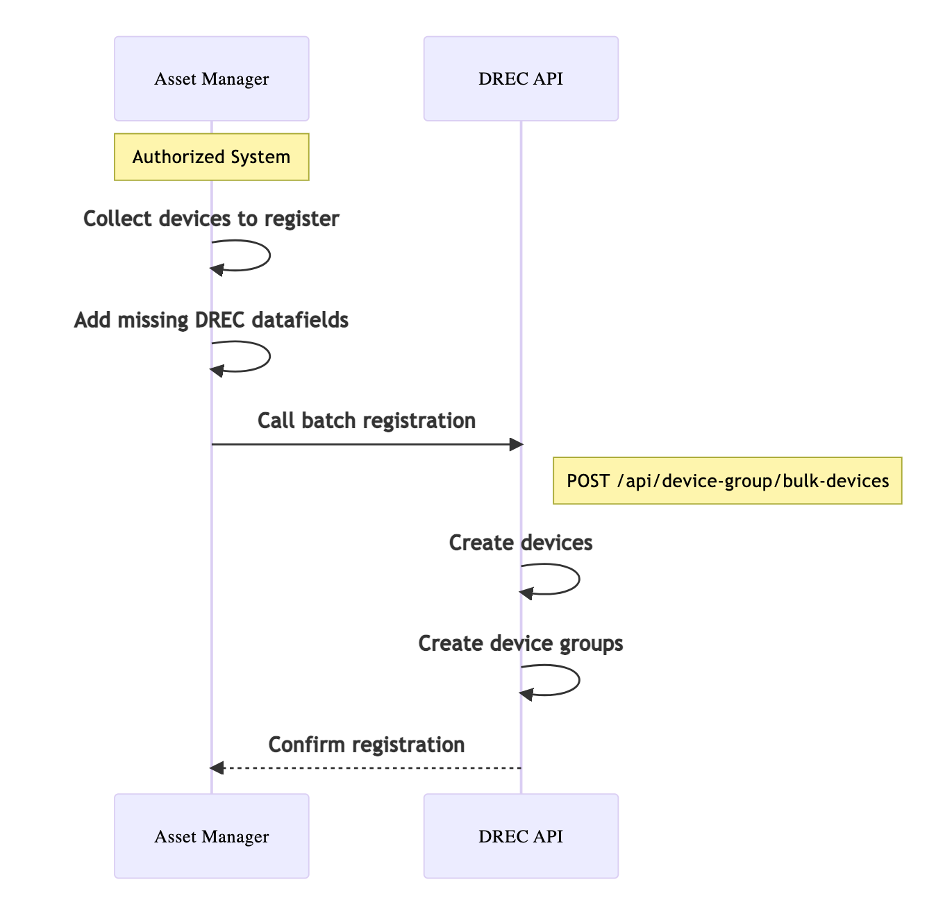 Asset Manager
DREC API
Authorized System
Collect devices to register
Add missing DREC datafields
Call batch registration
POST /api/device-group/bulk-devices
Create devices
Create device groups
Confirm registration
Asset Manager
DREC API